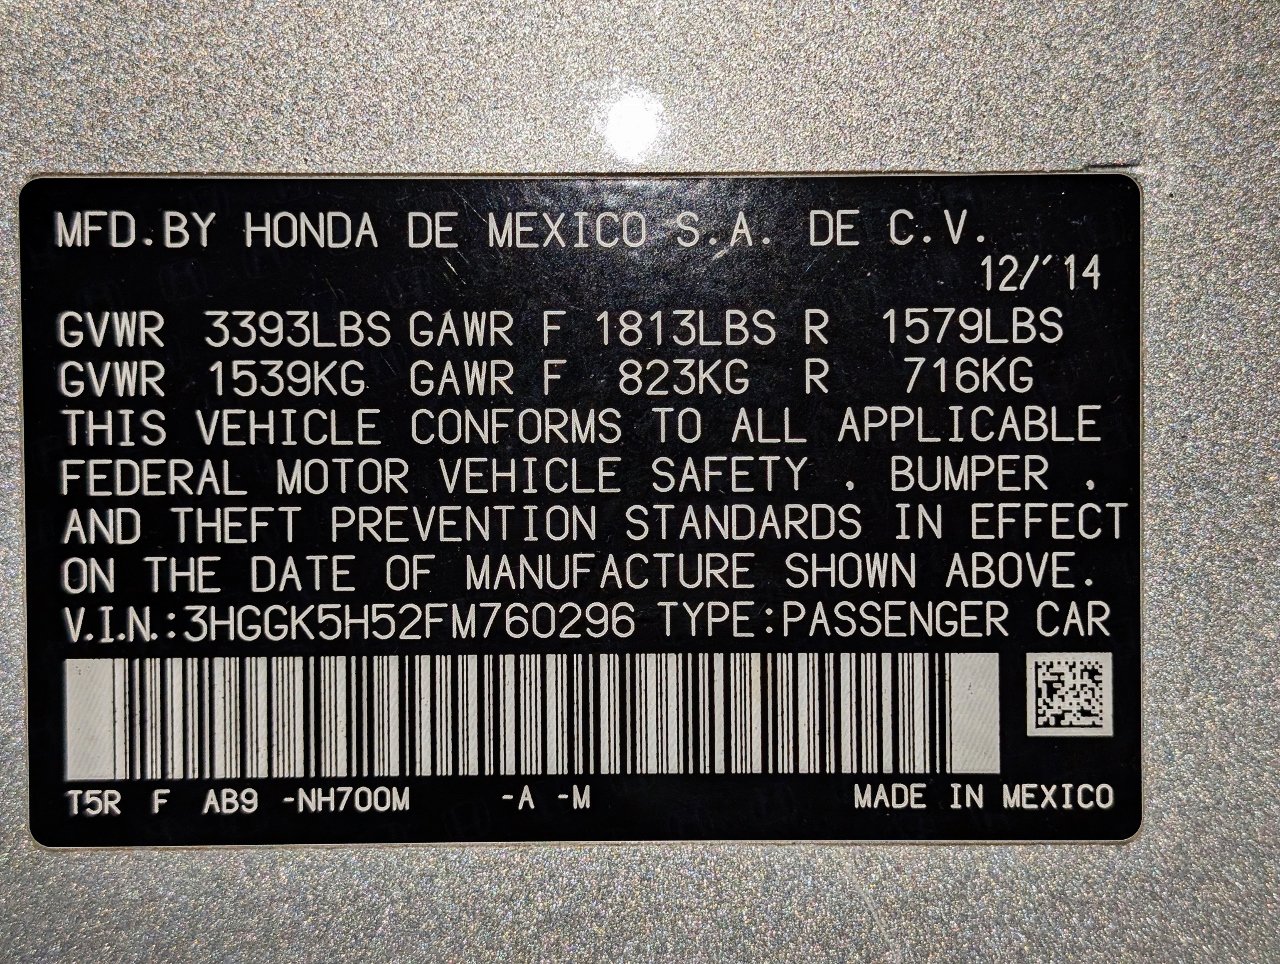 MFD.BY HONDA DE MEXICO S.A. DE C.V.
12/´14
GVWR 3393LBS GAWR F 1813LBS R 1579LBS
GVWR 1539KG GAWR F 823KG R 716KG
THIS VEHICLE CONFORMS TO ALL APPLICABLE
FEDERAL MOTOR VEHICLE SAFETY , BUMPER ,
AND THEFT PREVENTION STANDARDS IN EFFECT
ON THE DATE OF MANUFACTURE SHOWN ABOVE.
V.I.N.:3HGGK5H52FM760296 TYPE:PASSENGER CAR
T5R F AB9 -NH700M -A -M MADE IN MEXICO